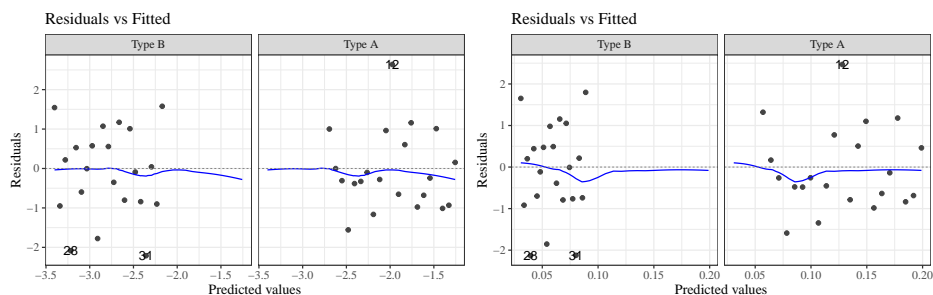 Residuals vs Fitted
Type B
Type A
12
28
31
2
1
0
−1
−2
Residuals
−3.5 −3.0 −2.5 −2.0 −1.5
−3.5 −3.0 −2.5 −2.0 −1.5
Predicted values
Residuals vs Fitted
Type B
Type A
12
28
31
2
1
0
−1
−2
Residuals
0.05 0.10 0.15 0.20
0.05 0.10 0.15 0.20
Predicted values